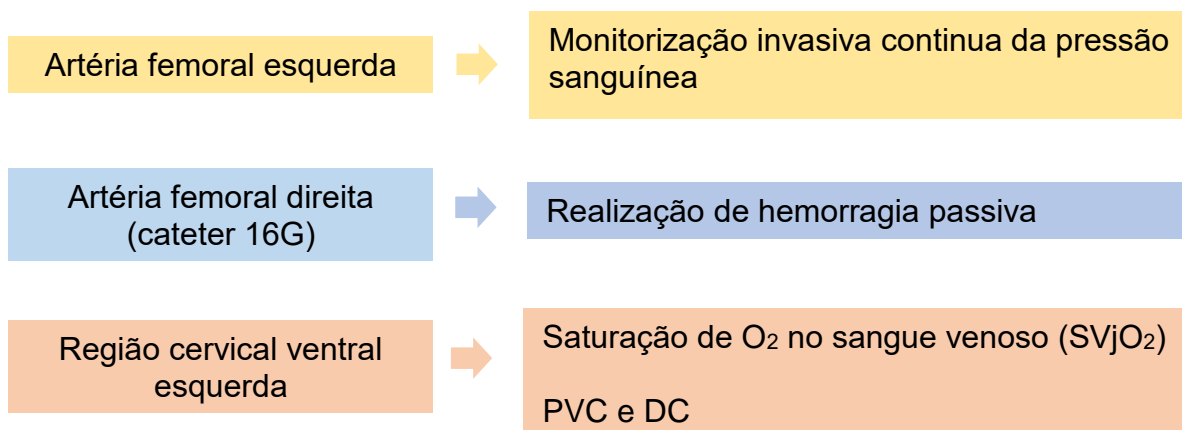 Artéria femoral esquerda
Monitorização invasiva continua da pressão
sanguínea
Artéria femoral direita
(cateter 16G)
Realização de hemorragia passiva
Região cervical ventral
esquerda
Saturação de O₂ no sangue venoso (SVjO₂)
PVC e DC